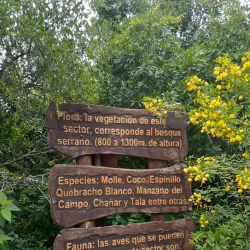 Flora: la vegetación de este
sector, corresponde al bosque
serrano. (800 a 1300m. de altura)
Especies: Molle, Coco, Espinillo
Quebracho Blanco, Manzano del
Campo, Chañar y Tala entre otras.
Fauna: las aves que se pueden